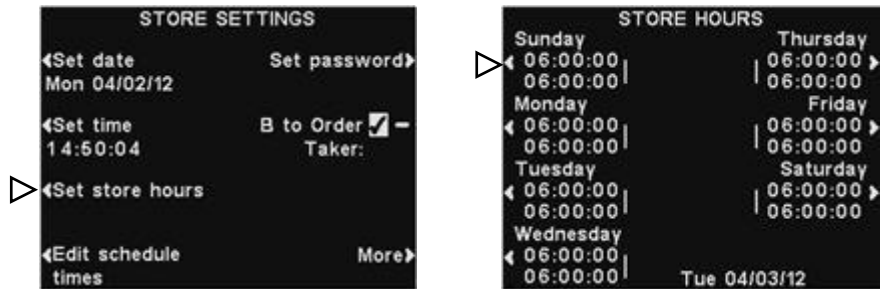 STORE SETTINGS
Set date
Mon 04/02/12
Set password
Set time
14:50:04
B to Order
Taker:
Set store hours
Edit schedule
times
More
STORE HOURS
Sunday
06:00:00
06:00:00
Monday
06:00:00
06:00:00
Tuesday
06:00:00
06:00:00
Wednesday
06:00:00
06:00:00
Thursday
06:00:00
06:00:00
Friday
06:00:00
06:00:00
Saturday
06:00:00
06:00:00
Tue 04/03/12